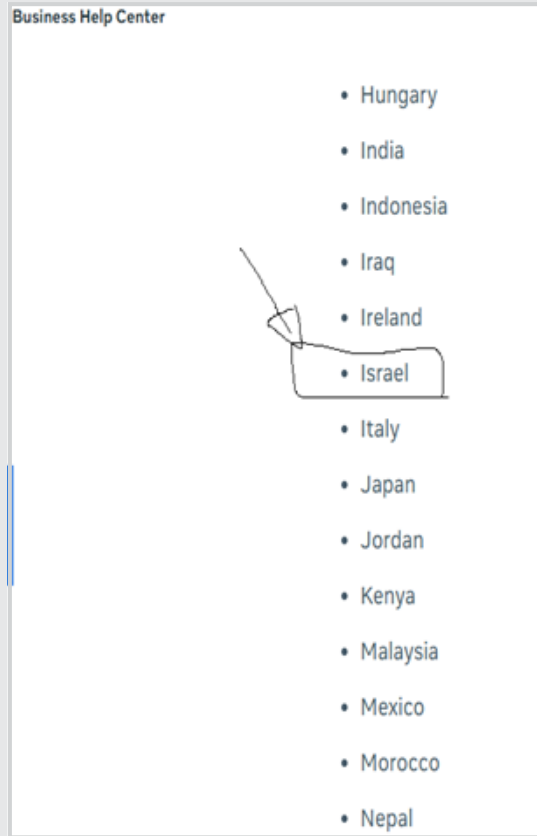 Business Help Center
• Hungary
• India
• Indonesia
• Iraq
• Ireland
• Israel
• Italy
• Japan
• Jordan
• Kenya
• Malaysia
• Mexico
• Morocco
• Nepal